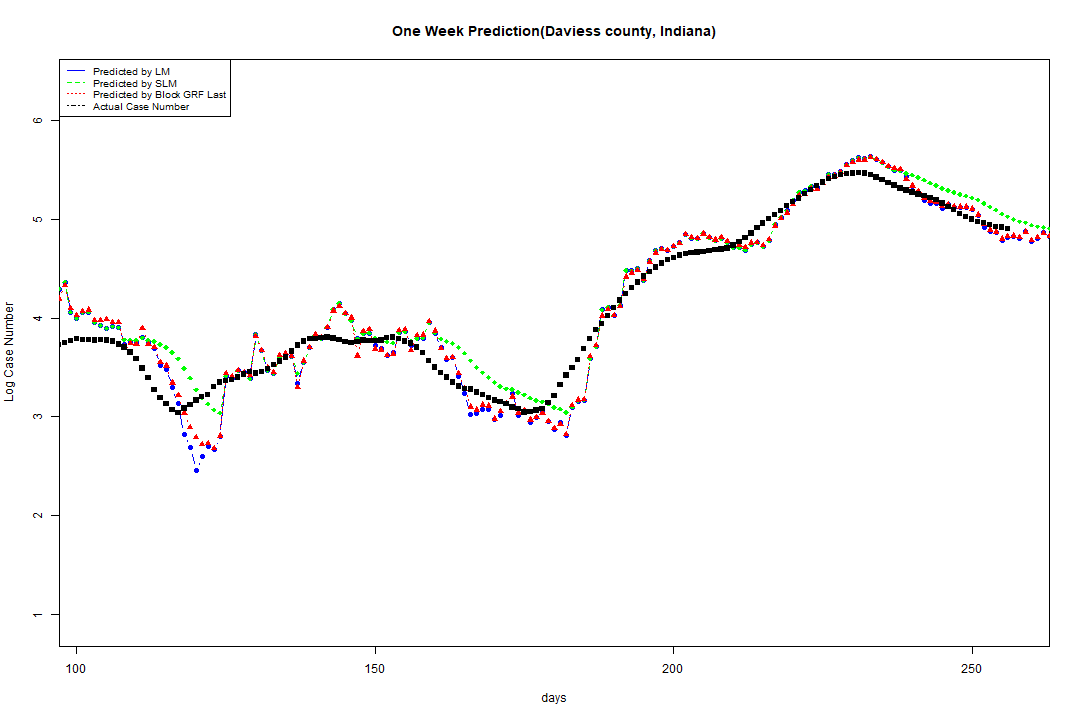 One Week Prediction(Daviess county, Indiana)
Predicted by LM
Predicted by SLM
Predicted by Block GRF Last
Actual Case Number
6
5
4
3
2
1
Log Case Number
100 150 200 250
days